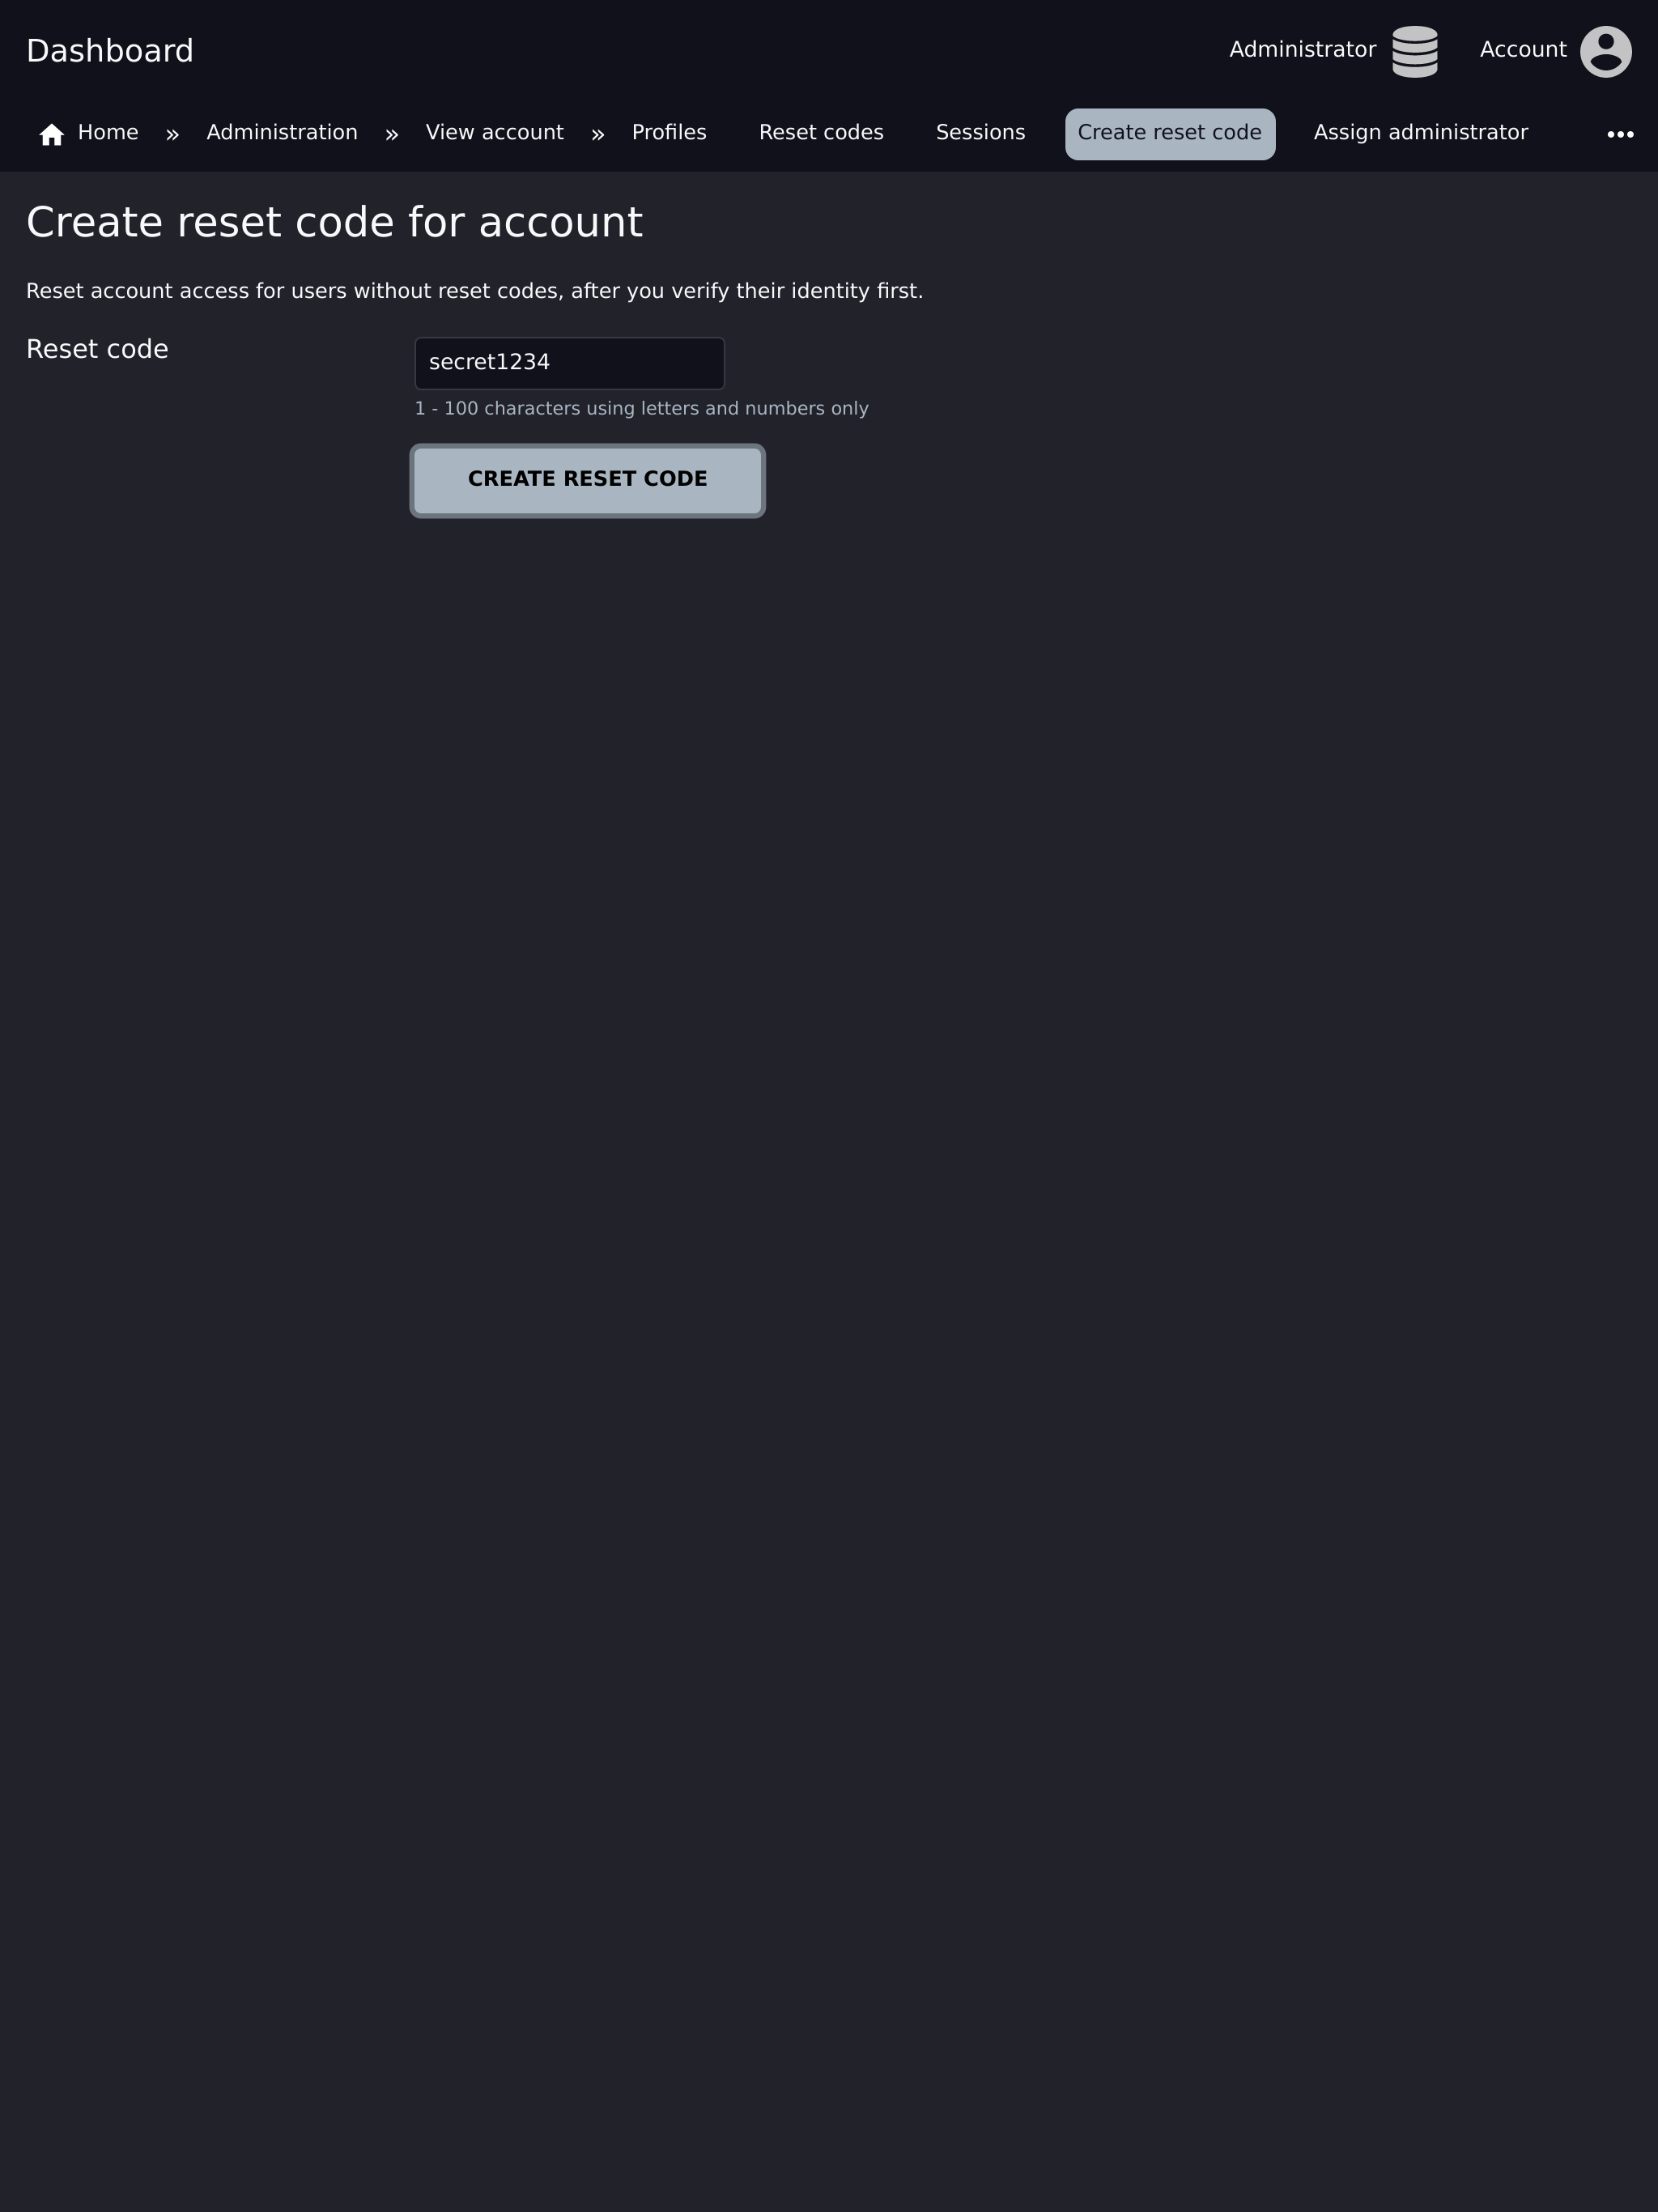 Dashboard
Administrator
Account
Home » Administration » View account » Profiles Reset codes Sessions Create reset code Assign administrator •••
Create reset code for account
Reset account access for users without reset codes, after you verify their identity first.
Reset code
secret1234
1 - 100 characters using letters and numbers only
CREATE RESET CODE